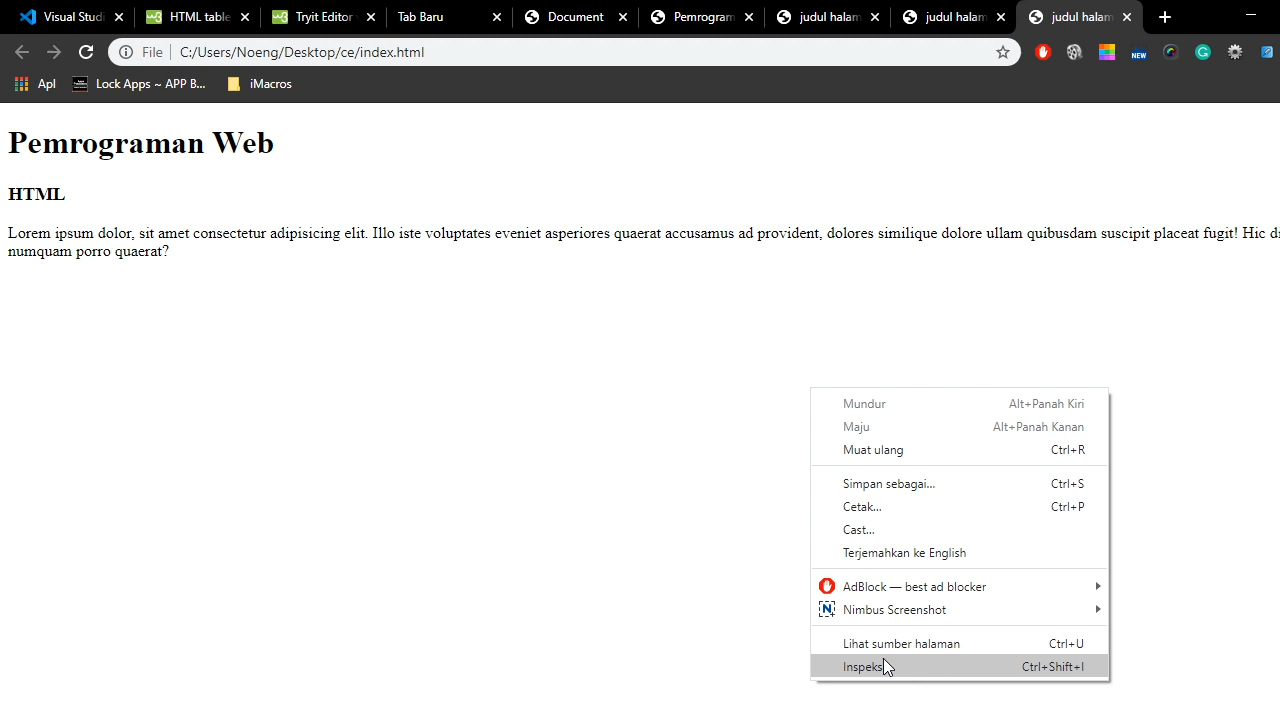 Visual Studi
HTML table
Tryit Editor
Tab Baru
Document
Pemrogram
judul halam
judul halam
judul halam
File
C:/Users/Noeng/Desktop/ce/index.html
NEW
Apl
Lock Apps ~ APP B...
iMacros
Pemrograman Web
HTML
Lorem ipsum dolor, sit amet consectetur adipisicing elit. Illo iste voluptates eveniet asperiores quaerat accusamus ad provident, dolores similique dolore ullam quibusdam suscipit placeat fugit! Hic di
numquam porro quaerat?
Mundur Alt+Panah Kiri
Maju Alt+Panah Kanan
Muat ulang Ctrl+R
Simpan sebagai... Ctrl+S
Cetak... Ctrl+P
Cast...
Terjemahkan ke English
AdBlock — best ad blocker
Nimbus Screenshot
Lihat sumber halaman Ctrl+U
Inspeks Ctrl+Shift+I